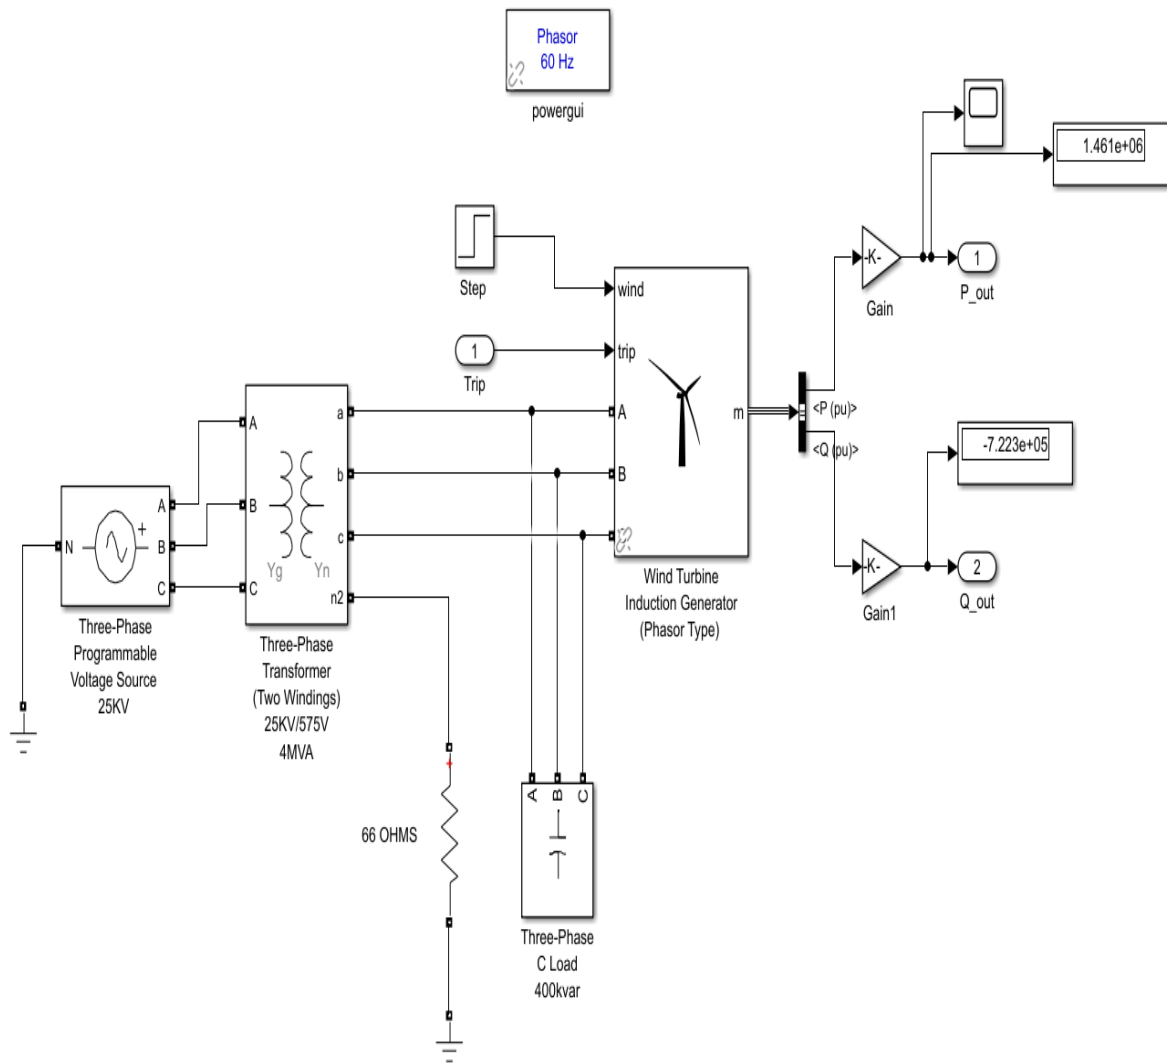 Phasor
60 Hz
powergui
1.461e+06
Step
wind
-K-
1
Gain
P_out
1
Trip
trip
A
B
m
<P (pu)>
<Q (pu)>
-7.223e+05
-K-
2
Gain1
Q_out
Wind Turbine
Induction Generator
(Phasor Type)
A
B
C
a
b
c
n2
Yg
Yn
N
+
A
B
C
Three-Phase
Programmable
Voltage Source
25KV
Three-Phase
Transformer
(Two Windings)
25KV/575V
4MVA
+
66 OHMS
A
B
C
Three-Phase
C Load
400kvar